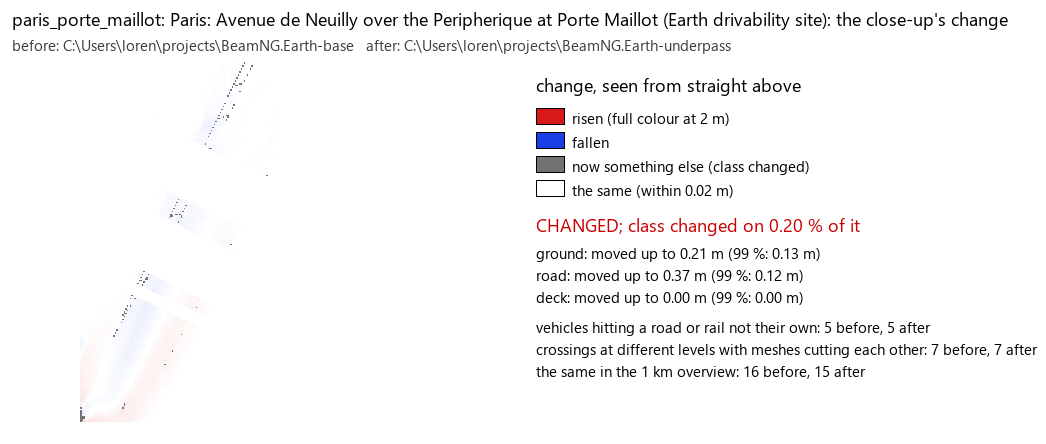 paris_porte_maillot: Paris: Avenue de Neuilly over the Peripherique at Porte Maillot (Earth drivability site): the close-up's change
before: C:\Users\loren\projects\BeamNG.Earth-base   after: C:\Users\loren\projects\BeamNG.Earth-underpass
change, seen from straight above
risen (full colour at 2 m)
fallen
now something else (class changed)
the same (within 0.02 m)
CHANGED; class changed on 0.20 % of it
ground: moved up to 0.21 m (99 %: 0.13 m)
road: moved up to 0.37 m (99 %: 0.12 m)
deck: moved up to 0.00 m (99 %: 0.00 m)
vehicles hitting a road or rail not their own: 5 before, 5 after
crossings at different levels with meshes cutting each other: 7 before, 7 after
the same in the 1 km overview: 16 before, 15 after